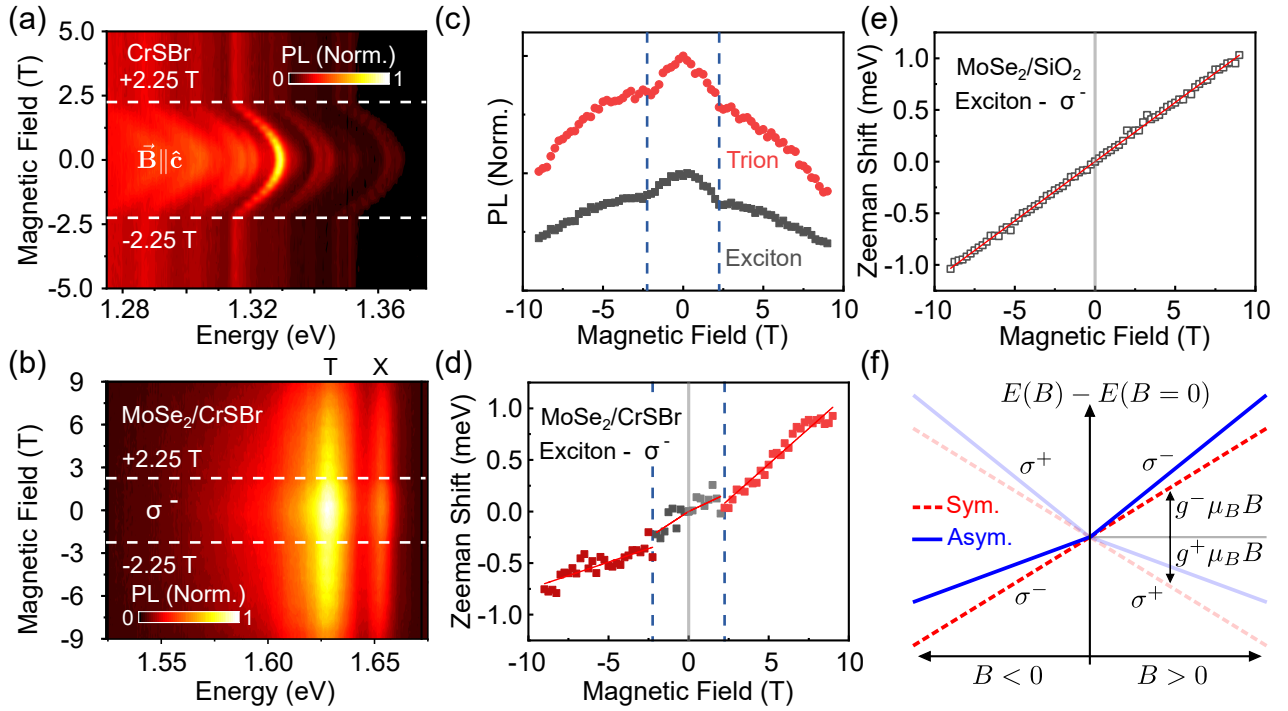 (a)
CrSBr
+2.25 T
PL (Norm.)
0 1
B⃗||ĉ
-2.25 T
5.0
2.5
0.0
-2.5
5.0
Magnetic Field (T)
1.28 1.32 1.36
Energy (eV)
(b)
T X
MoSe₂/CrSBr
+2.25 T
σ⁻
-2.25 T
PL (Norm.)
0 1
9
6
3
0
-3
-6
-9
Magnetic Field (T)
1.55 1.60 1.65
Energy (eV)
(c)
PL (Norm.)
Trion
Exciton
-10 -5 0 5 10
Magnetic Field (T)
(d)
MoSe₂/CrSBr
Exciton - σ⁻
1.0
0.5
0.0
-0.5
-1.0
Zeeman Shift (meV)
-10 -5 0 5 10
Magnetic Field (T)
(e)
MoSe₂/SiO₂
Exciton - σ⁻
1.0
0.5
0.0
-0.5
-1.0
Zeeman Shift (meV)
-10 -5 0 5 10
Magnetic Field (T)
(f)
E(B) − E(B = 0)
σ⁺ σ⁻
Sym.
Asym.
g⁻μ_B B
g⁺μ_B B
σ⁻ σ⁺
B < 0 B > 0